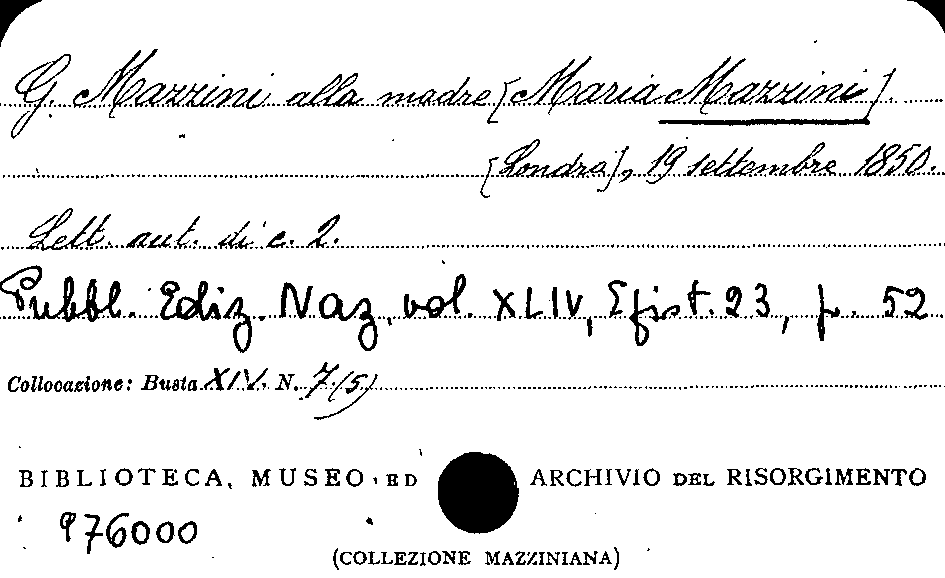 G. Mazzini alla madre [Maria Mazzini].
[Londra], 19 settembre 1850.
Lett. aut. di c. 2.
Pubbl. Ediz. Naz. vol. XLIV, Epist. 23, p. 52
Collocazione: Busta XIV. N. 7(5)
BIBLIOTECA, MUSEO ED ARCHIVIO DEL RISORGIMENTO
976000
(COLLEZIONE MAZZINIANA)